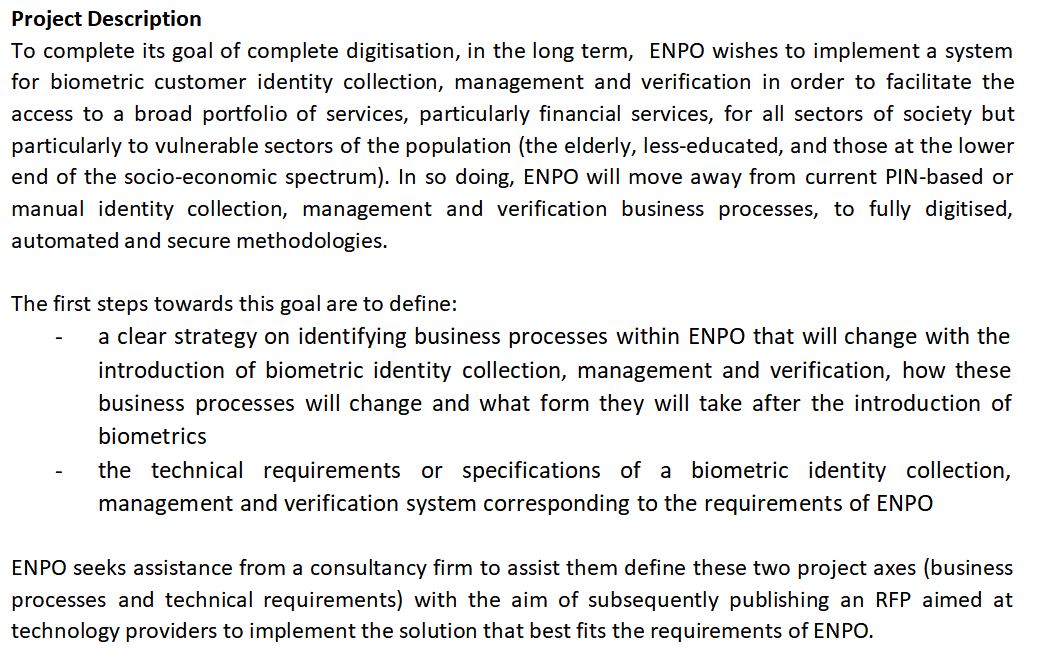 Project Description
To complete its goal of complete digitisation, in the long term, ENPO wishes to implement a system
for biometric customer identity collection, management and verification in order to facilitate the
access to a broad portfolio of services, particularly financial services, for all sectors of society but
particularly to vulnerable sectors of the population (the elderly, less-educated, and those at the lower
end of the socio-economic spectrum). In so doing, ENPO will move away from current PIN-based or
manual identity collection, management and verification business processes, to fully digitised,
automated and secure methodologies.
The first steps towards this goal are to define:
- a clear strategy on identifying business processes within ENPO that will change with the
introduction of biometric identity collection, management and verification, how these
business processes will change and what form they will take after the introduction of
biometrics
- the technical requirements or specifications of a biometric identity collection,
management and verification system corresponding to the requirements of ENPO
ENPO seeks assistance from a consultancy firm to assist them define these two project axes (business
processes and technical requirements) with the aim of subsequently publishing an RFP aimed at
technology providers to implement the solution that best fits the requirements of ENPO.